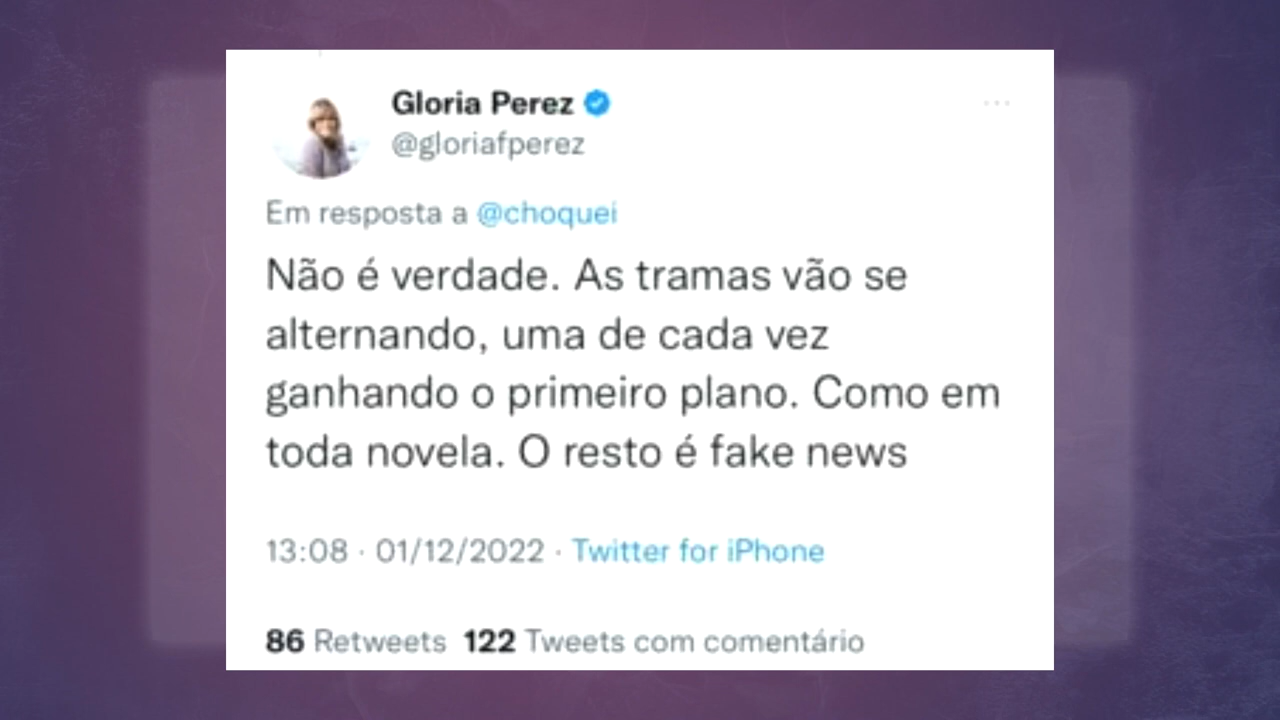 Gloria Perez
@gloriafperez
Em resposta a @choquei
Não é verdade. As tramas vão se
alternando, uma de cada vez
ganhando o primeiro plano. Como em
toda novela. O resto é fake news
13:08 · 01/12/2022 · Twitter for iPhone
86 Retweets 122 Tweets com comentário